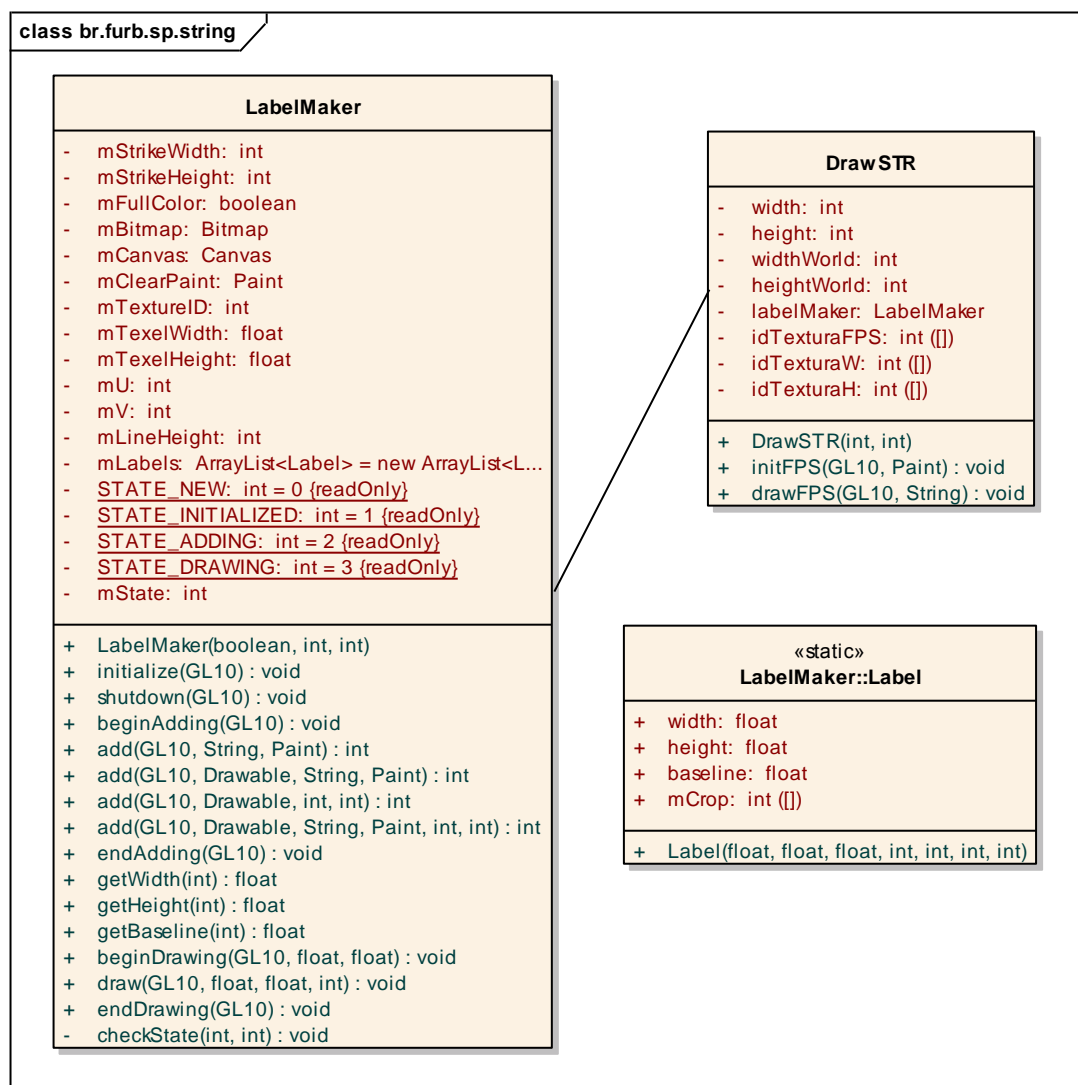 class br.furb.sp.string
LabelMaker
- mStrikeWidth: int
- mStrikeHeight: int
- mFullColor: boolean
- mBitmap: Bitmap
- mCanvas: Canvas
- mClearPaint: Paint
- mTextureID: int
- mTexelWidth: float
- mTexelHeight: float
- mU: int
- mV: int
- mLineHeight: int
- mLabels: ArrayList<Label> = new ArrayList<L...
- STATE_NEW: int = 0 {readOnly}
- STATE_INITIALIZED: int = 1 {readOnly}
- STATE_ADDING: int = 2 {readOnly}
- STATE_DRAWING: int = 3 {readOnly}
- mState: int
+ LabelMaker(boolean, int, int)
+ initialize(GL10) : void
+ shutdown(GL10) : void
+ beginAdding(GL10) : void
+ add(GL10, String, Paint) : int
+ add(GL10, Drawable, String, Paint) : int
+ add(GL10, Drawable, int, int) : int
+ add(GL10, Drawable, String, Paint, int, int) : int
+ endAdding(GL10) : void
+ getWidth(int) : float
+ getHeight(int) : float
+ getBaseline(int) : float
+ beginDrawing(GL10, float, float) : void
+ draw(GL10, float, float, int) : void
+ endDrawing(GL10) : void
- checkState(int, int) : void
DrawSTR
- width: int
- height: int
- widthWorld: int
- heightWorld: int
- labelMaker: LabelMaker
- idTexturaFPS: int ([])
- idTexturaW: int ([])
- idTexturaH: int ([])
+ DrawSTR(int, int)
+ initFPS(GL10, Paint) : void
+ drawFPS(GL10, String) : void
«static»
LabelMaker::Label
+ width: float
+ height: float
+ baseline: float
+ mCrop: int ([])
+ Label(float, float, float, int, int, int, int)